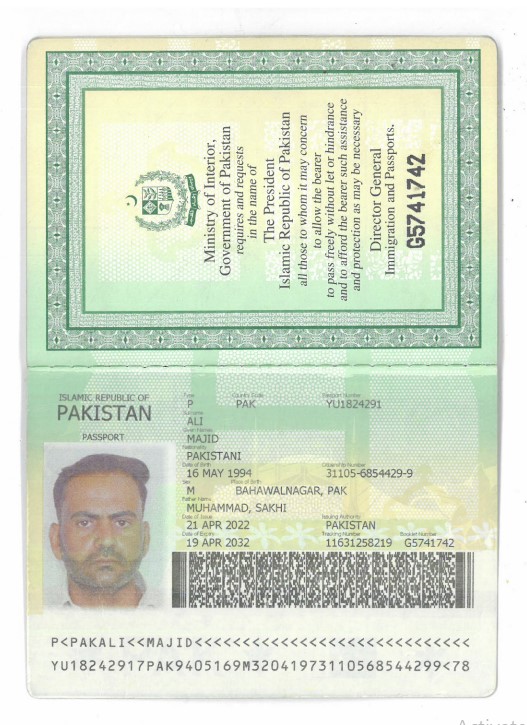 Ministry of Interior,
Government of Pakistan
requires and requests
in the name of
The President
Islamic Republic of Pakistan
all those to whom it may concern
to allow the bearer
to pass freely without let or hindrance
and to afford the bearer such assistance
and protection as may be necessary
Director General
Immigration and Passports.
G5741742
ISLAMIC REPUBLIC OF
PAKISTAN
PASSPORT
Type Country Code Passport Number
P PAK YU1824291
Surname
ALI
Given Names
MAJID
Nationality
PAKISTANI
Date of Birth Citizenship Number
16 MAY 1994 31105-6854429-9
Sex Place of Birth
M BAHAWALNAGAR, PAK
Father Name
MUHAMMAD, SAKHI
Date of Issue Issuing Authority
21 APR 2022 PAKISTAN
Date of Expiry Tracking Number Booklet Number
19 APR 2032 11631258219 G5741742
P<PAKALI<<MAJID<<<<<<<<<<<<<<<<<<<<<<<<<<<<<
YU18242917PAK9405169M32041973110568544299<78